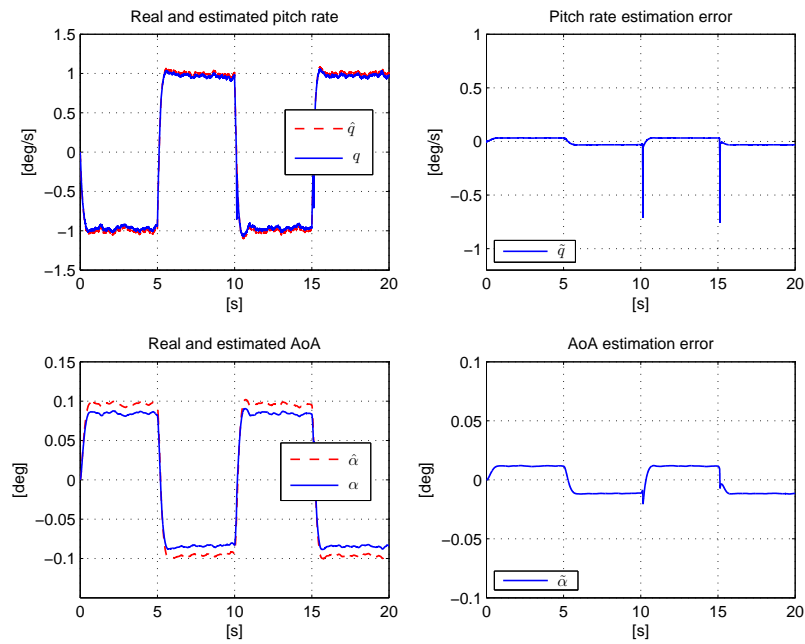 Real and estimated pitch rate
1.5
1
0.5
0
−0.5
−1
−1.5
[deg/s]
0 5 10 15 20
[s]
q̂
q
Pitch rate estimation error
1
0.5
0
−0.5
−1
[deg/s]
0 5 10 15 20
[s]
q̃
Real and estimated AoA
0.15
0.1
0.05
0
−0.05
−0.1
[deg]
0 5 10 15 20
[s]
α̂
α
AoA estimation error
0.1
0.05
0
−0.05
−0.1
[deg]
0 5 10 15 20
[s]
α̃